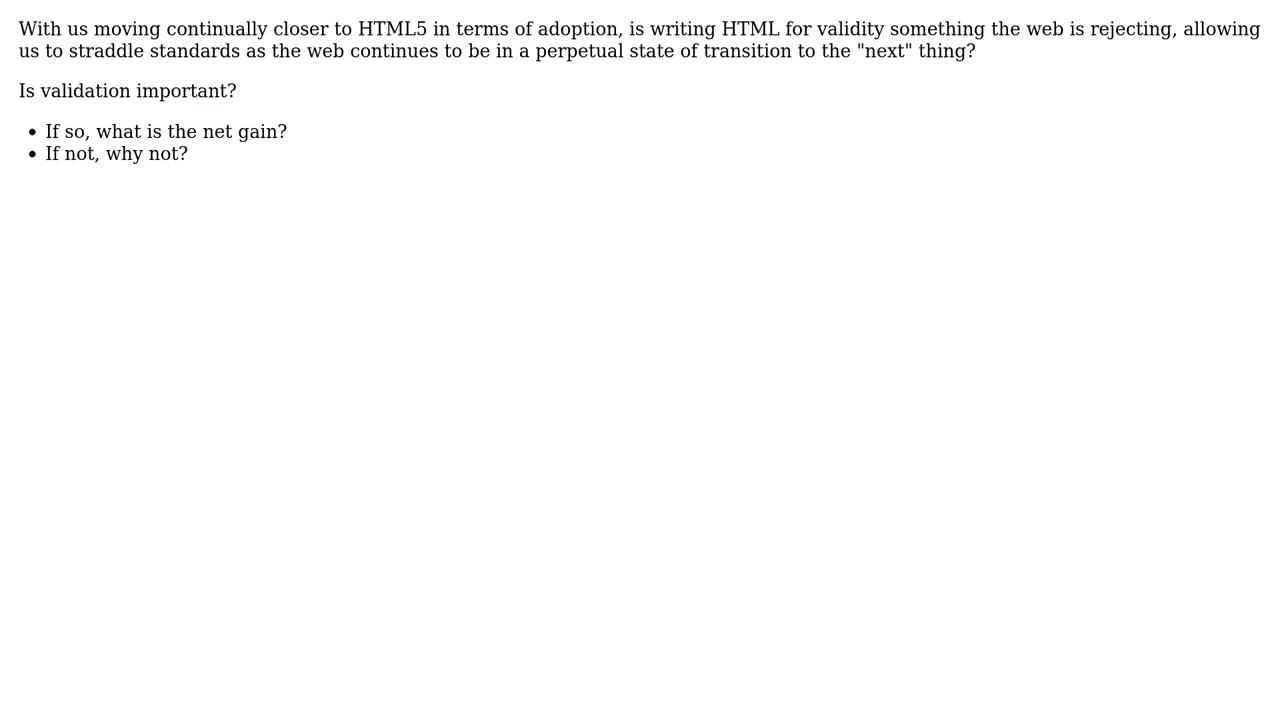 With us moving continually closer to HTML5 in terms of adoption, is writing HTML for validity something the web is rejecting, allowing
us to straddle standards as the web continues to be in a perpetual state of transition to the "next" thing?
Is validation important?
• If so, what is the net gain?
• If not, why not?